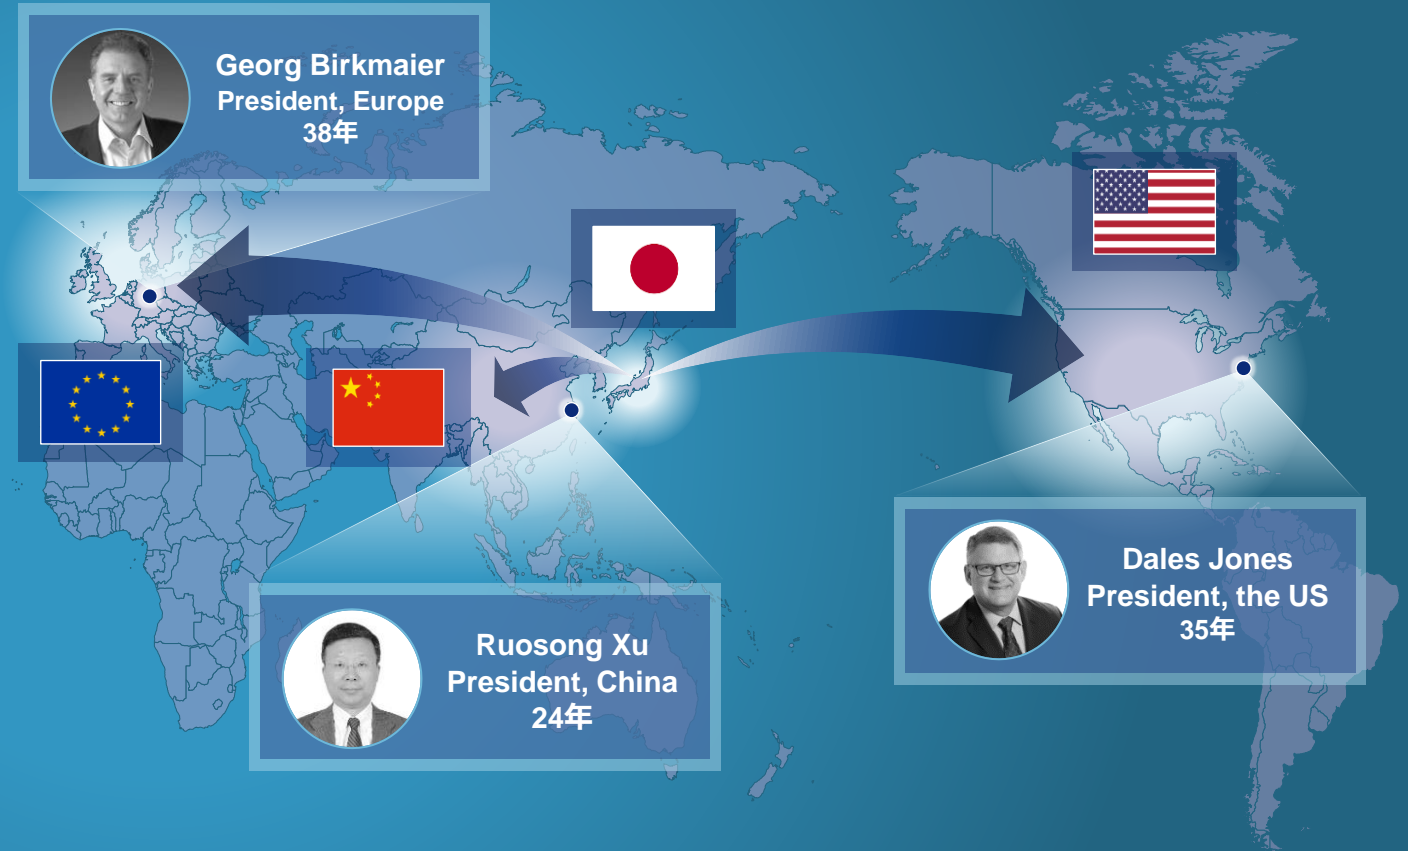 Georg Birkmaier
President, Europe
38年
Ruosong Xu
President, China
24年
Dales Jones
President, the US
35年